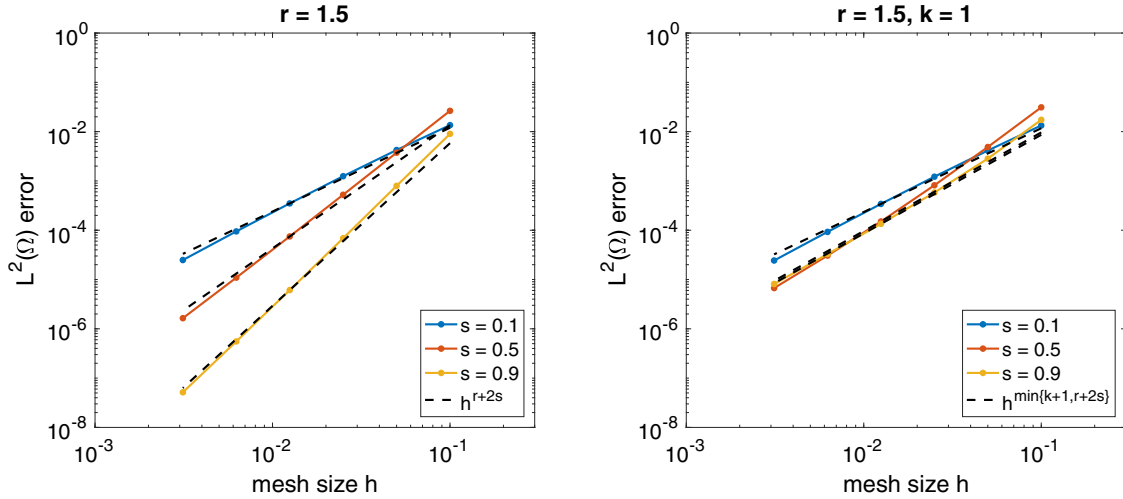 r = 1.5
10^0
10^-2
10^-4
10^-6
10^-8
L^2(Ω) error
10^-3
10^-2
10^-1
mesh size h
s = 0.1
s = 0.5
s = 0.9
h^{r+2s}
r = 1.5, k = 1
10^0
10^-2
10^-4
10^-6
10^-8
L^2(Ω) error
10^-3
10^-2
10^-1
mesh size h
s = 0.1
s = 0.5
s = 0.9
h^{min{k+1,r+2s}}